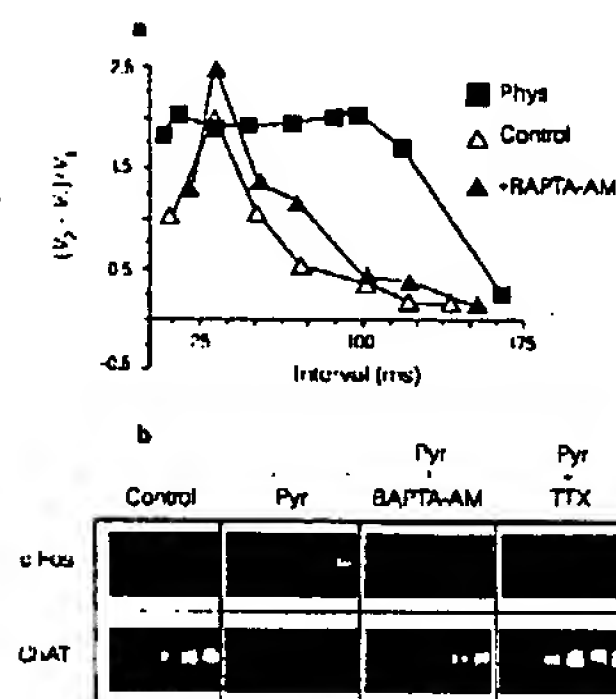 a
2.5
Phys
Control
1.5
+BAPTA-AM
0.5
25
100
175
-0.5
Interval (ms)
b
Pyr
Pyr
+
+
Control
Pyr
BAPTA-AM
TTX
c Fos
ChAT